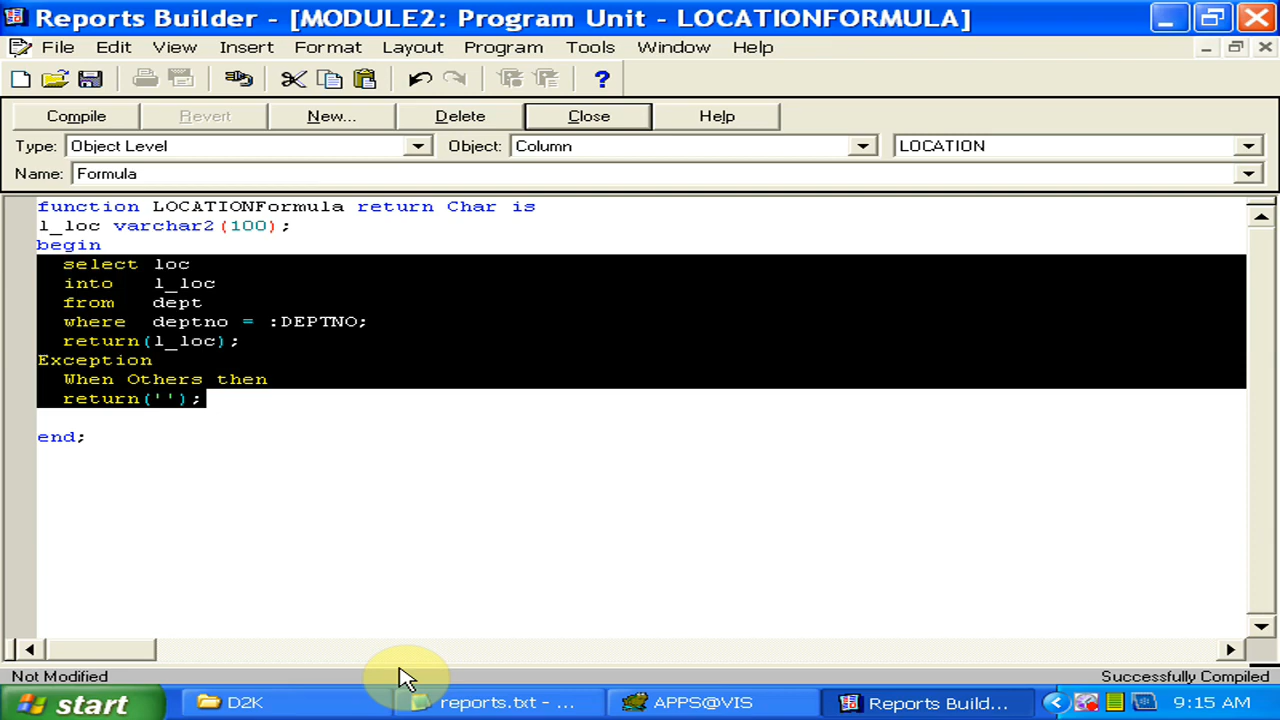 Reports Builder - [MODULE2: Program Unit - LOCATIONFORMULA]
File Edit View Insert Format Layout Program Tools Window Help
Compile Revert New... Delete Close Help
Type: Object Level Object: Column LOCATION
Name: Formula
function LOCATIONFormula return Char is
l_loc varchar2(100);
begin
select loc
into l_loc
from dept
where deptno = :DEPTNO;
return(l_loc);
Exception
When Others then
return('');
end;
Not Modified Successfully Compiled
start D2K reports.txt - ... APPS@VIS Reports Build... 9:15 AM